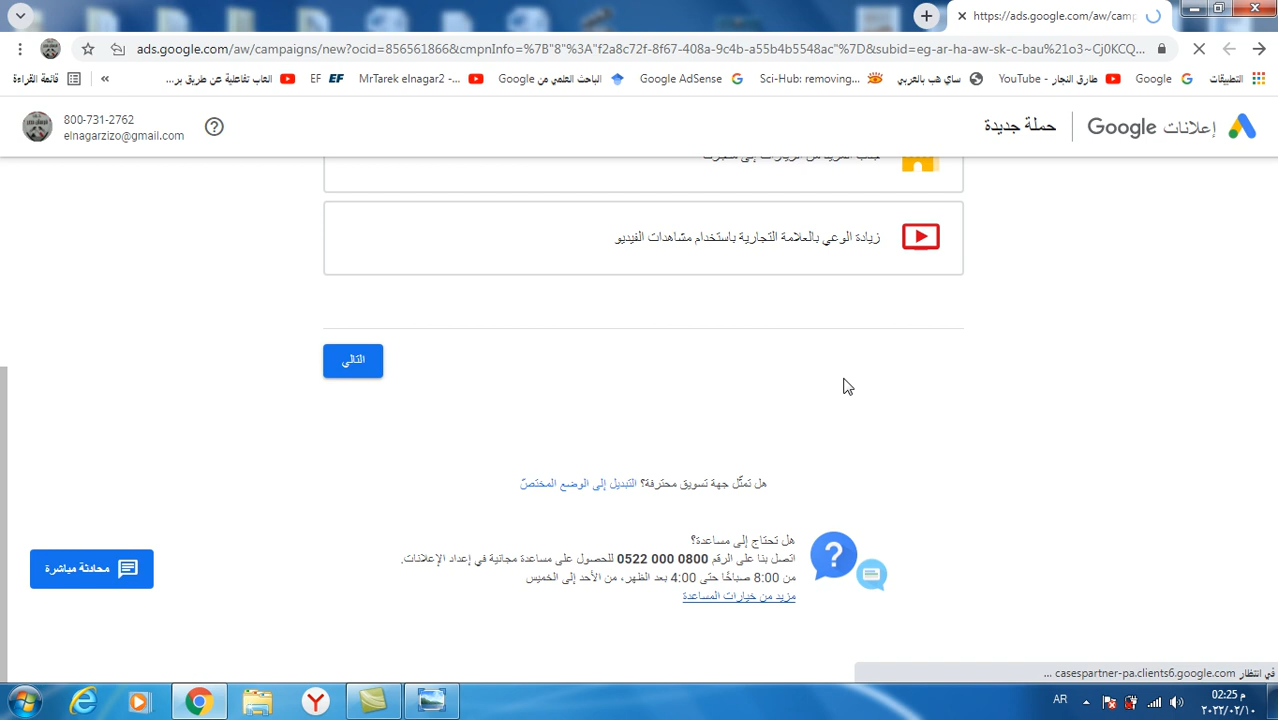 https://ads.google.com/aw/camp
ads.google.com/aw/campaigns/new?ocid=856561866&cmpnInfo=%7B"8"%3A"f2a8c72f-8f67-408a-9c4b-a55b4b5548ac"%7D&subid=eg-ar-ha-aw-sk-c-bau%21o3~Cj0KCQ...
التطبيقات
Google
YouTube - طارق النجار
ساي هب بالعربي
Sci-Hub: removing...
Google AdSense
الباحث العلمي من Google
MrTarek elnagar2 -...
EF
العاب تفاعلية عن طريق بر...
»
قائمة القراءة
إعلانات Google
حملة جديدة
800-731-2762
elnagarzizo@gmail.com
زيادة الوعي بالعلامة التجارية باستخدام مشاهدات الفيديو
التالي
هل تمثّل جهة تسويق محترفة؟ التبديل إلى الوضع المختصّ
هل تحتاج إلى مساعدة؟
اتصل بنا على الرقم 0800 000 0522 للحصول على مساعدة مجانية في إعداد الإعلانات.
من 8:00 صباحًا حتى 4:00 بعد الظهر، من الأحد إلى الخميس
مزيد من خيارات المساعدة
محادثة مباشرة
في انتظار casespartner-pa.clients6.google.com ...
AR
02:25 م
٢٠٢٢/٠٢/١٠